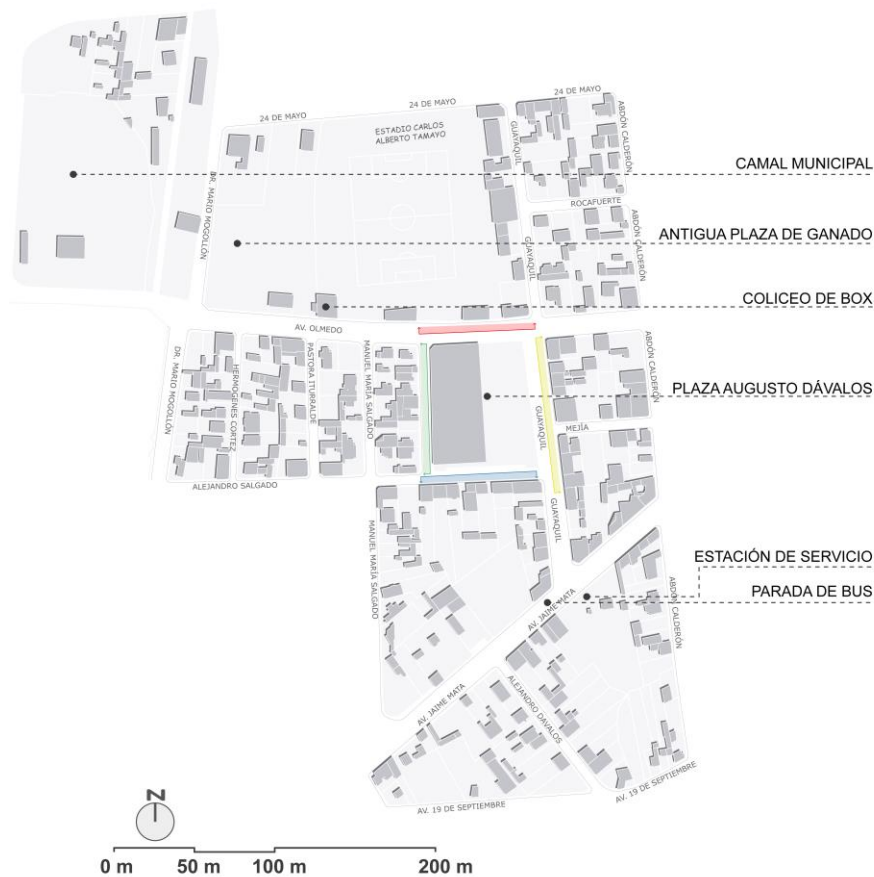 24 DE MAYO
24 DE MAYO
24 DE MAYO
ESTADIO CARLOS
ALBERTO TAMAYO
GUAYAQUIL
ABDÓN CALDERÓN
CAMAL MUNICIPAL
DR. MARIO MOGOLLÓN
ROCAFUERTE
ABDÓN CALDERÓN
ANTIGUA PLAZA DE GANADO
GUAYAQUIL
COLICEO DE BOX
AV. OLMEDO
DR. MARIO MOGOLLÓN
HERMOGENES CORTEZ
PASTORA ITURRALDE
MANUEL MARÍA SALGADO
ABDÓN CALDERÓN
PLAZA AUGUSTO DÁVALOS
GUAYAQUIL
MEJÍA
ALEJANDRO SALGADO
MANUEL MARÍA SALGADO
GUAYAQUIL
ESTACIÓN DE SERVICIO
PARADA DE BUS
AV. JAIME MATA
ABDÓN CALDERÓN
AV. JAIME MATA
ALEJANDRO DÁVALOS
AV. 19 DE SEPTIEMBRE
AV. 19 DE SEPTIEMBRE
N
0 m
50 m
100 m
200 m